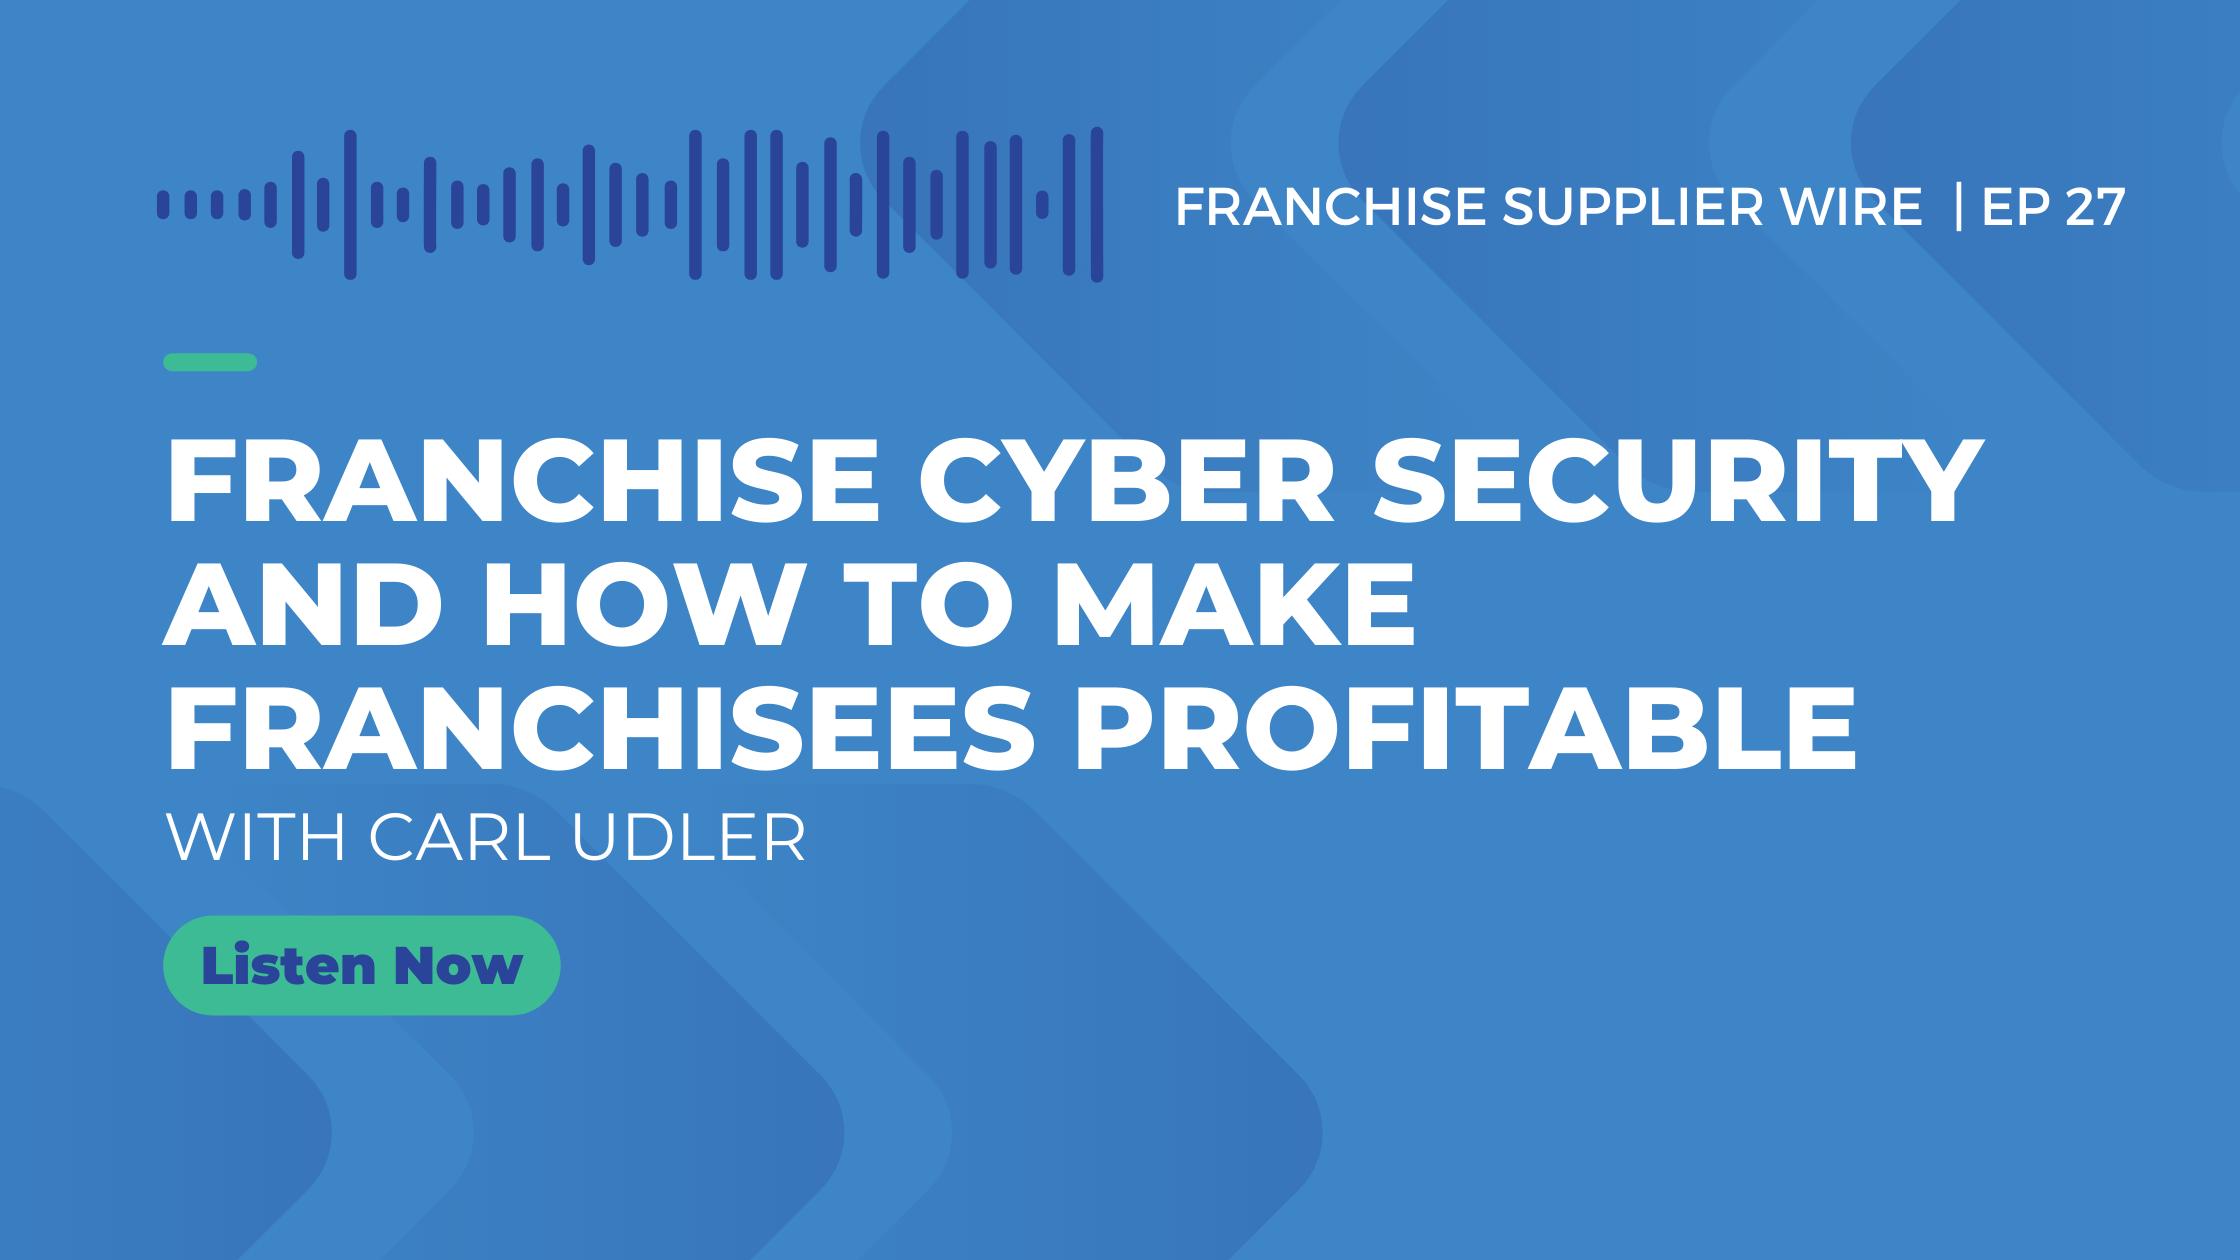 FRANCHISE SUPPLIER WIRE | EP 27
FRANCHISE CYBER SECURITY
AND HOW TO MAKE
FRANCHISEES PROFITABLE
WITH CARL UDLER
Listen Now